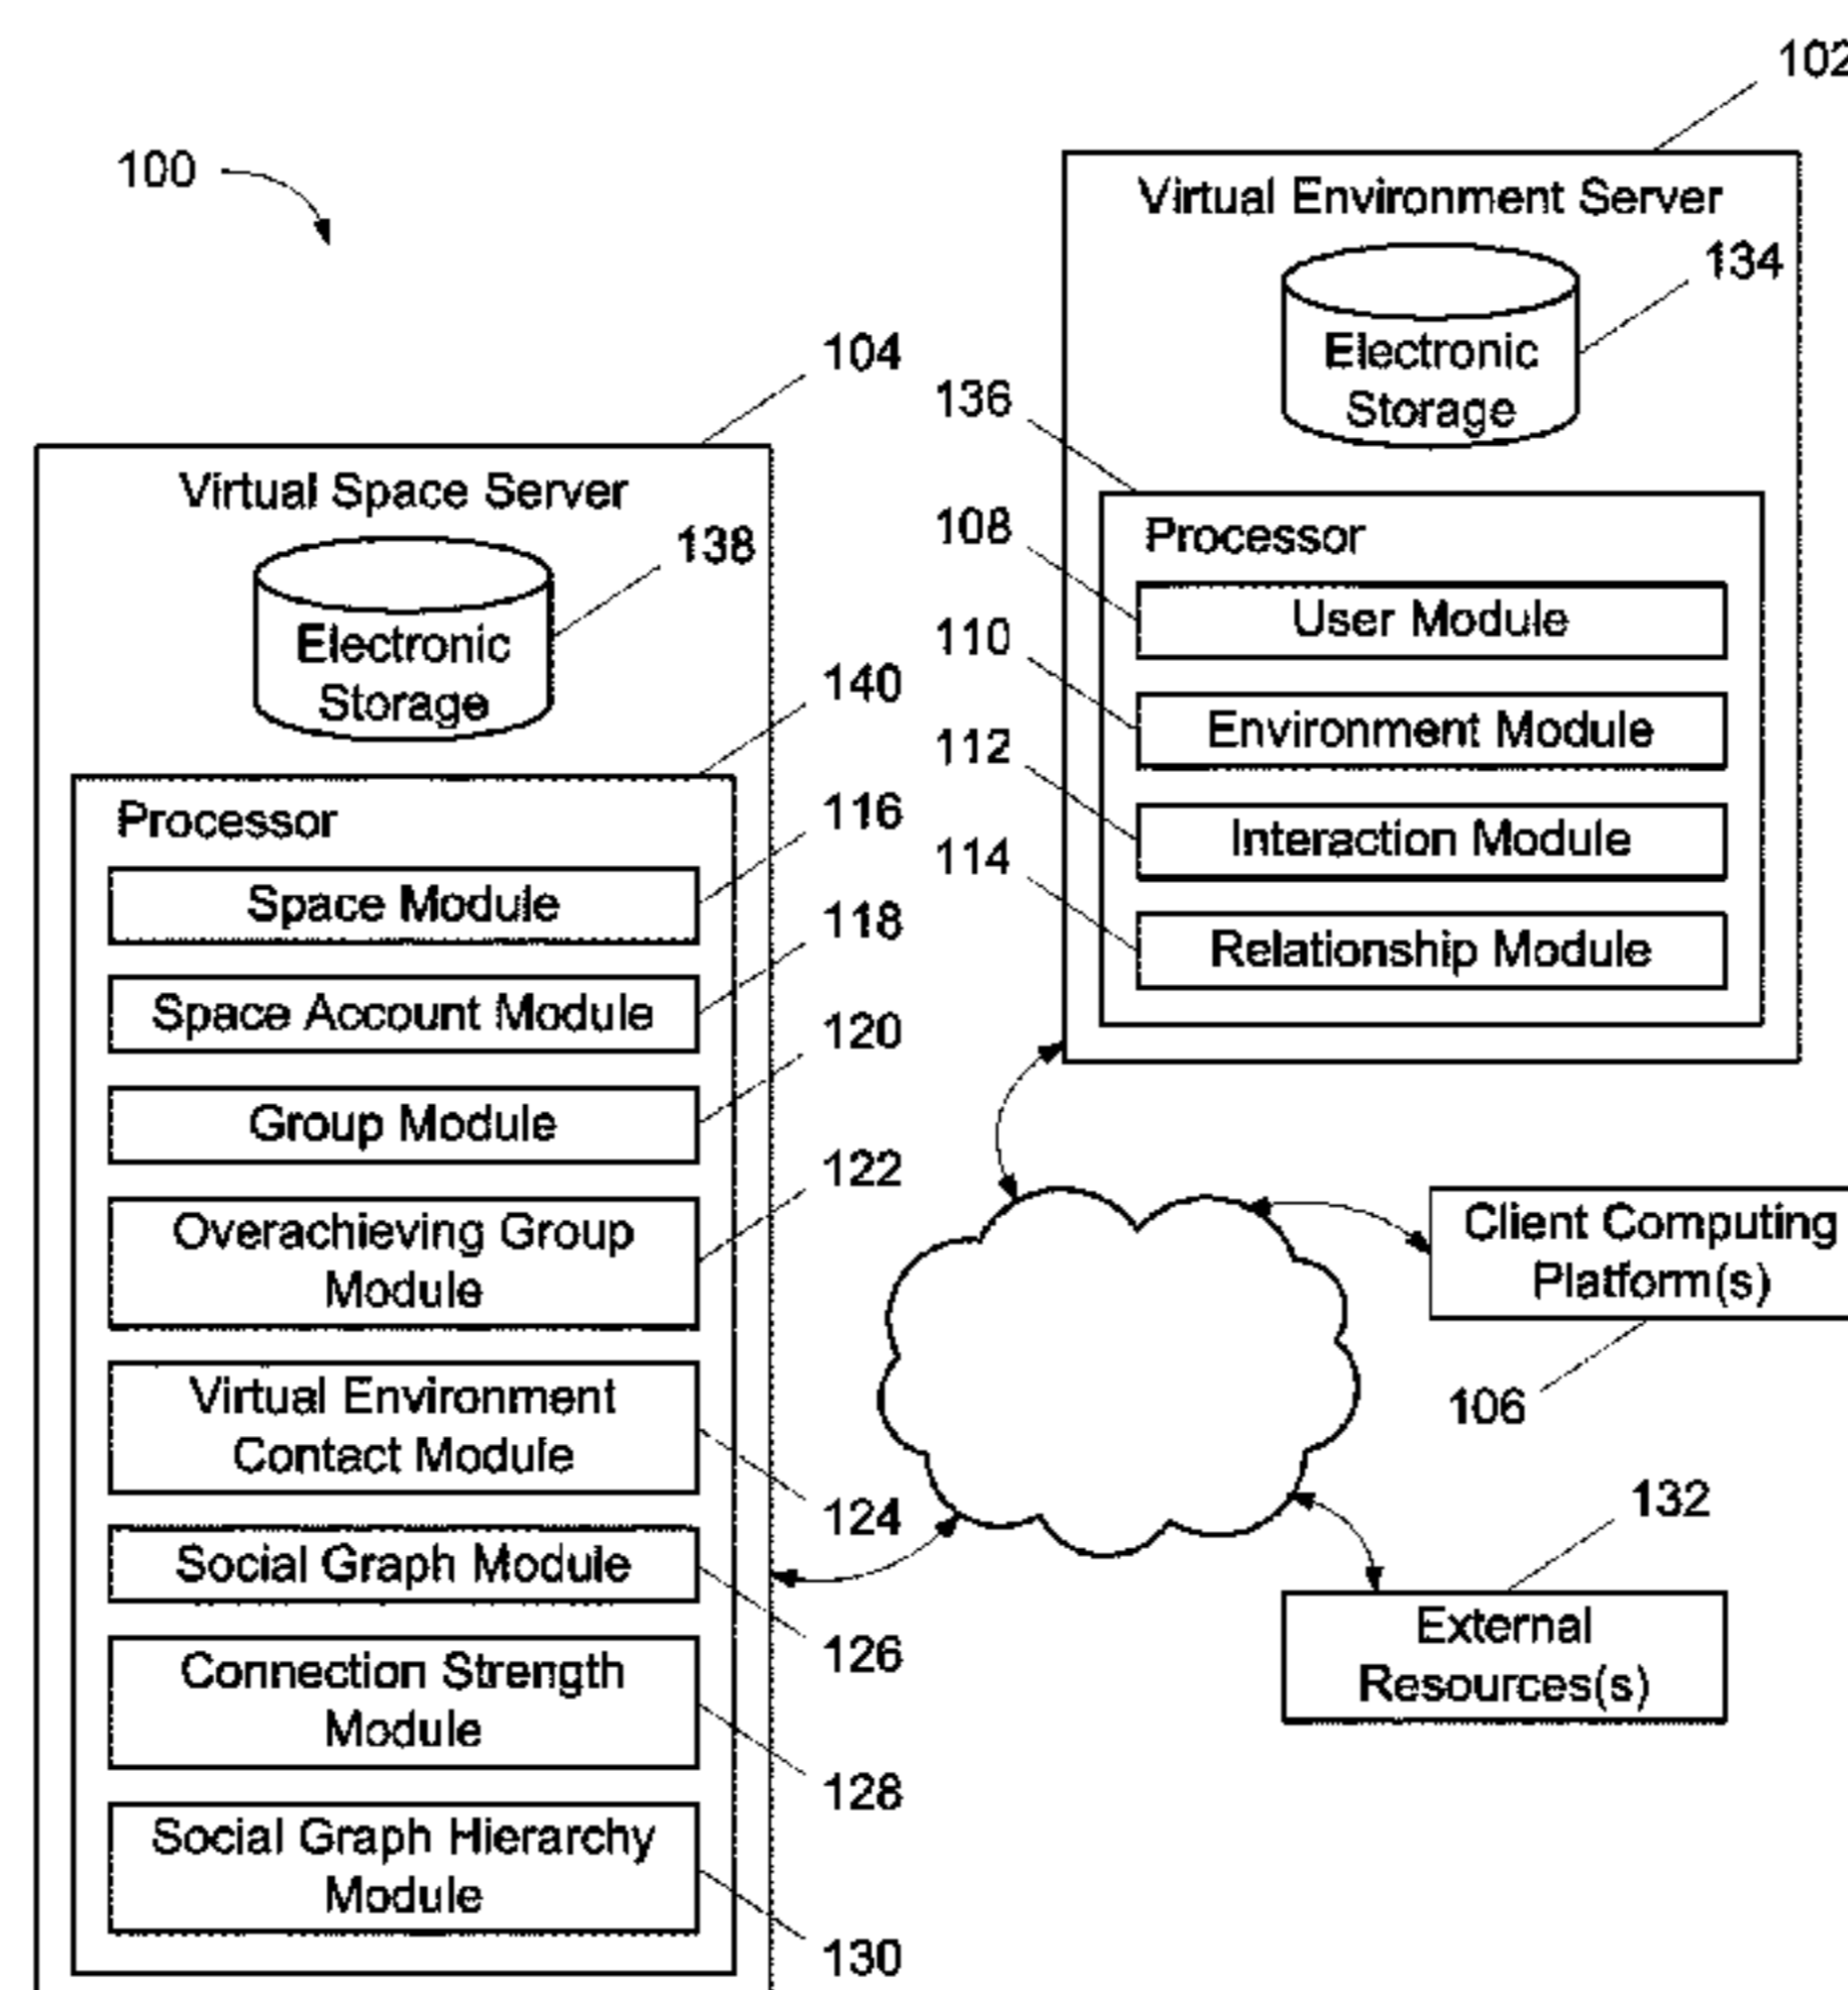 100
102
Virtual Environment Server
134
Electronic
Storage
136
Processor
108
User Module
110
Environment Module
112
Interaction Module
114
Relationship Module
104
Virtual Space Server
138
Electronic
Storage
140
Processor
116
Space Module
118
Space Account Module
120
Group Module
122
Overachieving Group
Module
Virtual Environment
Contact Module
124
Social Graph Module
126
Connection Strength
Module
128
Social Graph Hierarchy
Module
130
Client Computing
Platform(s)
106
132
External
Resources(s)